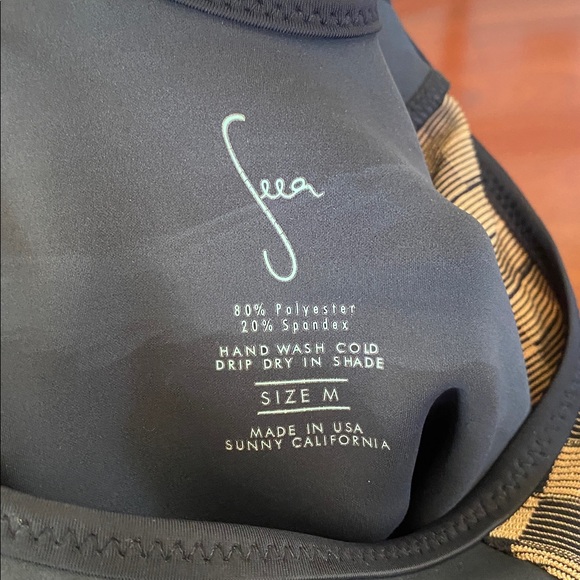 Seea
80% Polyester
20% Spandex
HAND WASH COLD
DRIP DRY IN SHADE
SIZE M
MADE IN USA
SUNNY CALIFORNIA